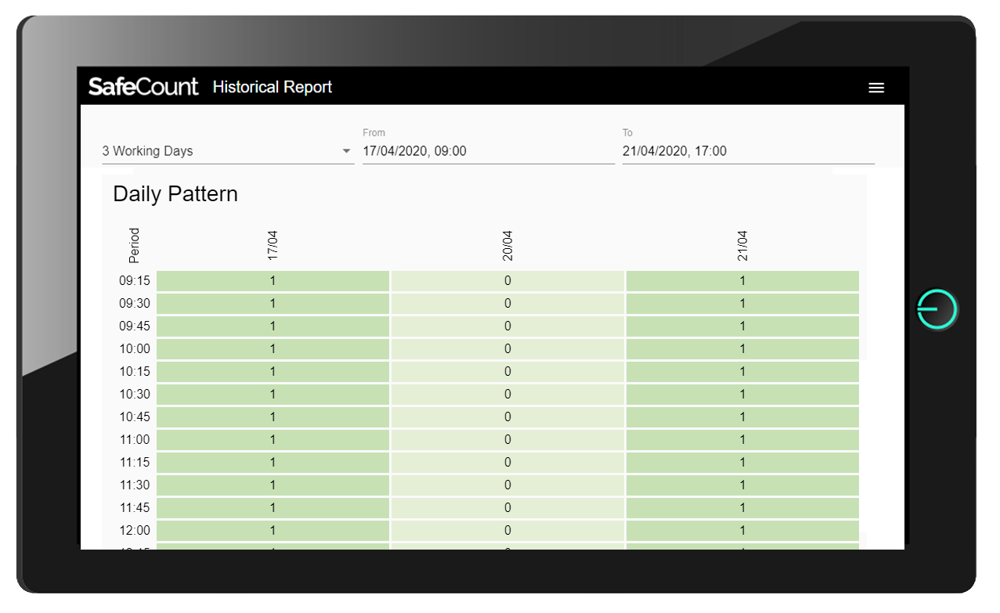 SafeCount Historical Report
From To
3 Working Days 17/04/2020, 09:00 21/04/2020, 17:00
Daily Pattern
Period 17/04 20/04 21/04
09:15 1 0 1
09:30 1 0 1
09:45 1 0 1
10:00 1 0 1
10:15 1 0 1
10:30 1 0 1
10:45 1 0 1
11:00 1 0 1
11:15 1 0 1
11:30 1 0 1
11:45 1 0 1
12:00 1 0 1